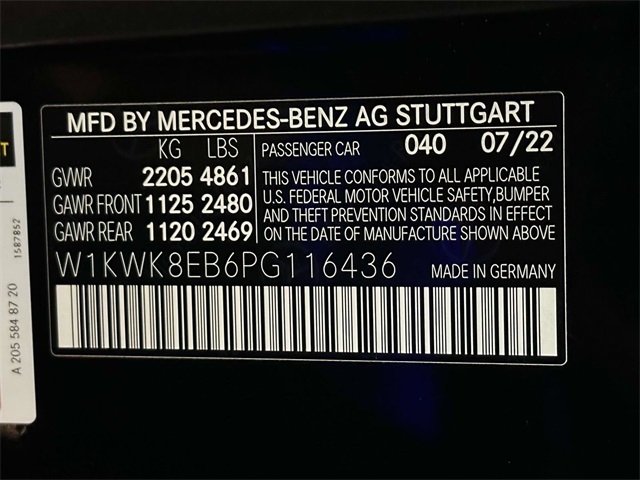 MFD BY MERCEDES-BENZ AG STUTTGART
KG LBS
GVWR 2205 4861
GAWR FRONT 1125 2480
GAWR REAR 1120 2469
PASSENGER CAR 040 07/22
THIS VEHICLE CONFORMS TO ALL APPLICABLE
U.S. FEDERAL MOTOR VEHICLE SAFETY, BUMPER
AND THEFT PREVENTION STANDARDS IN EFFECT
ON THE DATE OF MANUFACTURE SHOWN ABOVE
W1KWK8EB6PG116436 MADE IN GERMANY
A 205 584 87 20
1587852